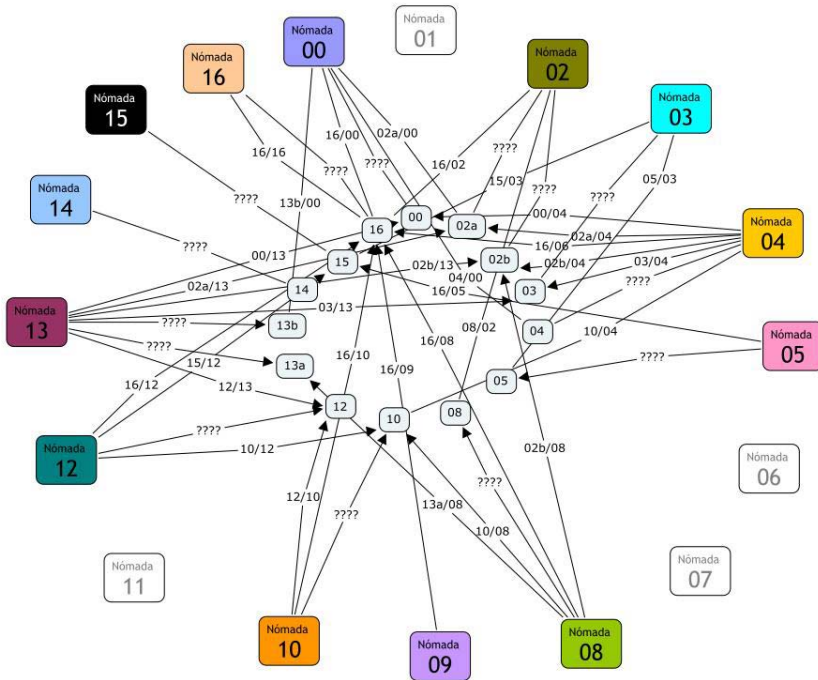 Nómada
00
Nómada
01
Nómada
02
Nómada
16
Nómada
03
Nómada
15
16/00
02a/00
16/16
????
????
16/02
????
????
15/03
05/03
????
????
13b/00
Nómada
14
00
02a
00/04
Nómada
04
????
16
16/06
02a/04
00/13
15
02b
02b/04
03/04
02b/13
04/00
????
02a/13
14
16/05
03
Nómada
13
03/13
????
13b
08/02
04
10/04
Nómada
05
????
16/10
16/08
15/12
13a
16/09
????
16/12
12/13
05
12
10
08
Nómada
12
????
10/12
02b/08
Nómada
06
????
12/10
13a/08
????
10/08
Nómada
11
Nómada
07
Nómada
10
Nómada
09
Nómada
08